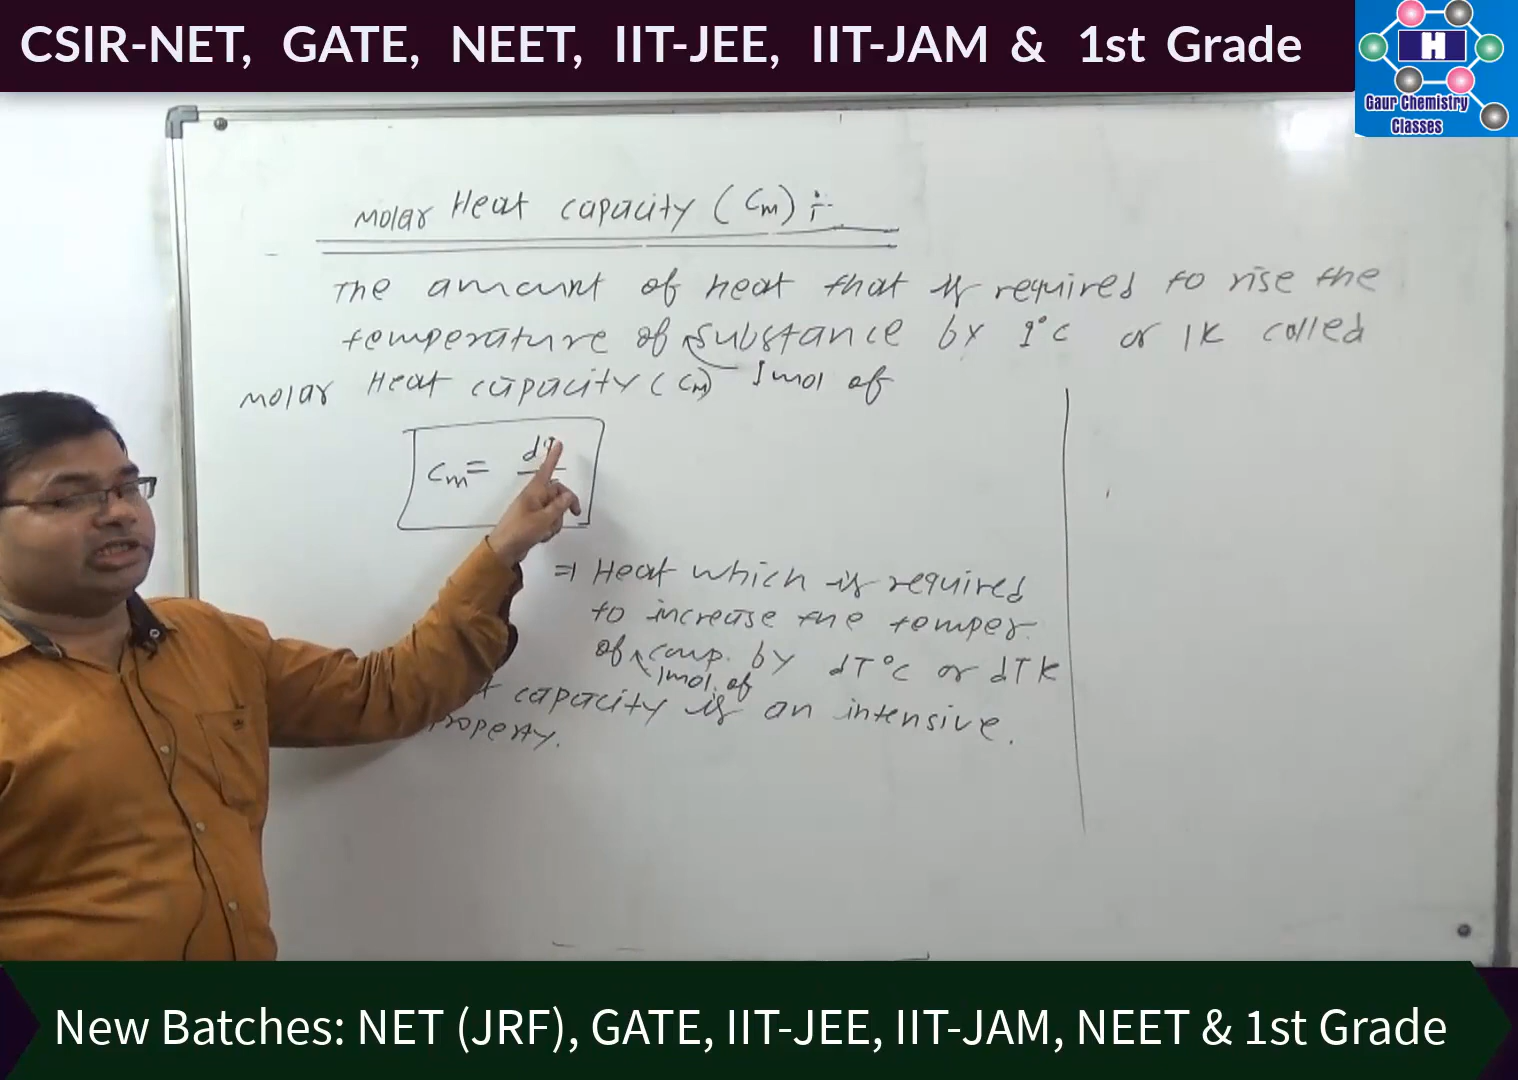 CSIR-NET, GATE, NEET, IIT-JEE, IIT-JAM & 1st Grade
H
Gaur Chemistry
Classes
Molar Heat capacity (Cm) :-
The amount of heat that is required to rise the
temperature of substance by 1°C or 1K called
1mol of
molar Heat capacity (Cm)
Cm = dq
⇒ Heat which is required
to increase the temper.
of comp. by dT°C or dTK
1mol. of
capacity is an intensive.
property.
New Batches: NET (JRF), GATE, IIT-JEE, IIT-JAM, NEET & 1st Grade